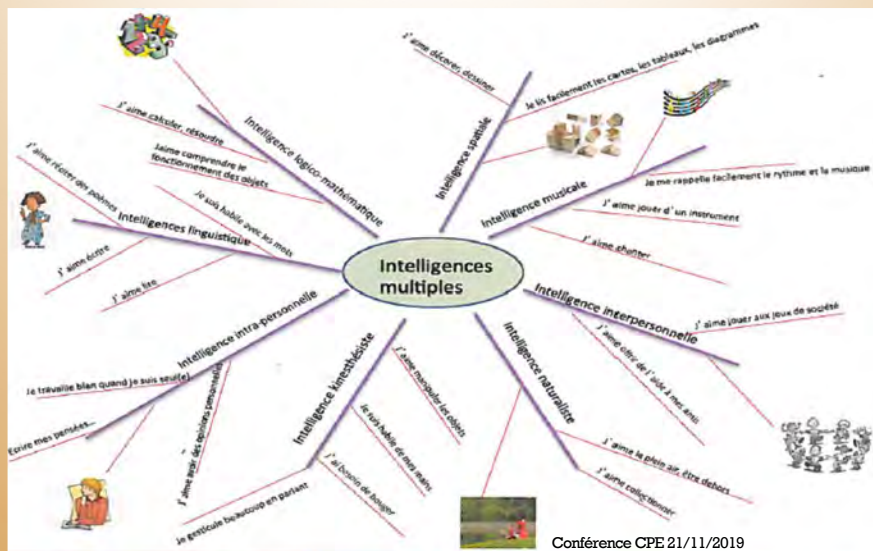 J' aime décorer, dessiner
Je lis facilement les cartes, les tableaux, les diagrammes
Intelligence spatiale
J' aime calculer, résoudre
J'aime comprendre le
fonctionnement des objets
Intelligence logico-mathématique
Je me rappelle facilement le rythme et la musique
J' aime jouer d' un instrument
J' aime chanter
Intelligence musicale
J' aime réciter des poèmes
Je suis habile avec les mots
Intelligences linguistique
J' aime écrire
J' aime lire
Intelligences
multiples
Intelligence interpersonnelle
J' aime jouer aux jeux de société
J' aime offrir de l' aide à mes amis
Intelligence intra-personnelle
Je travaille bien quand je suis seul(e)
Ecrire mes pensées...
J' aime avoir des opinions personnelles
Intelligence kinesthésiste
J' aime manipuler les objets
Je suis habile de mes mains
J' ai besoin de bouger
Je gesticule beaucoup en parlant
Intelligence naturaliste
J' aime le plein air, être dehors
J' aime collectionner
Conférence CPE 21/11/2019